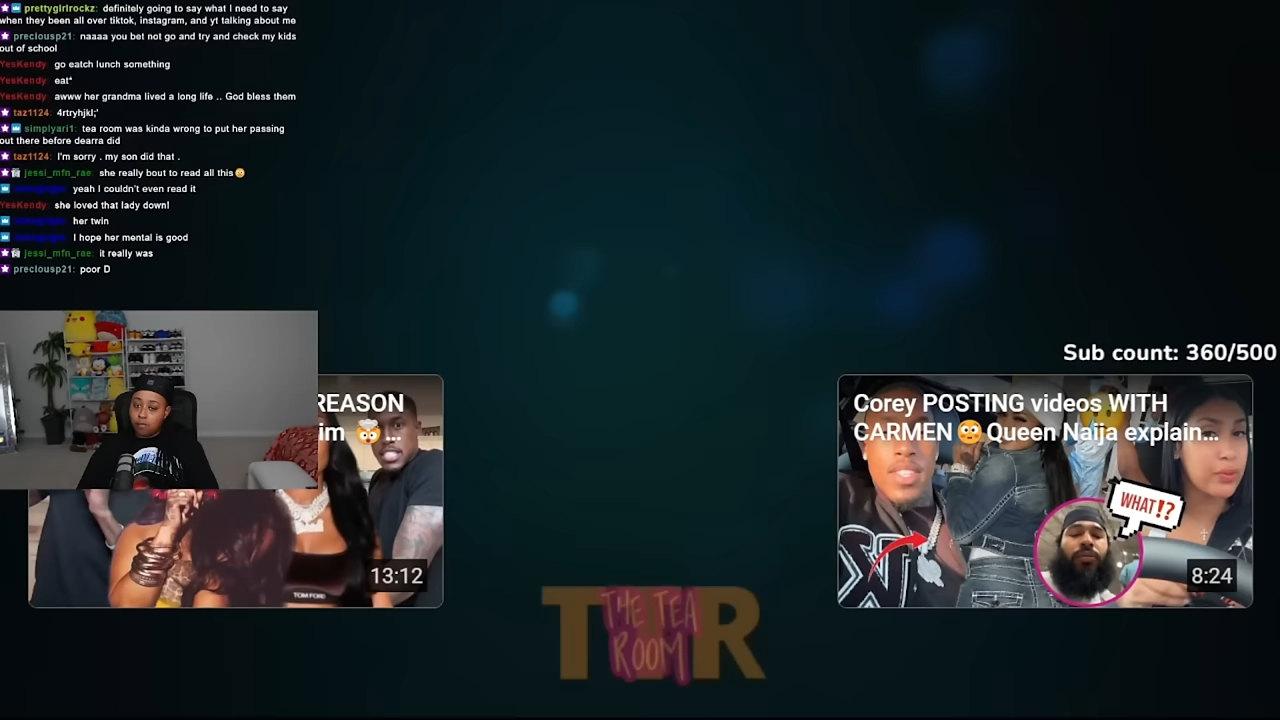 prettygirlrockz: definitely going to say what I need to say
when they been all over tiktok, instagram, and yt talking about me
preciousp21: naaaa you bet not go and try and check my kids
out of school
YesKendy: go eatch lunch something
YesKendy: eat*
YesKendy: awww her grandma lived a long life .. God bless them
taz1124: 4rtryhjkl;'
simplyari1: tea room was kinda wrong to put her passing
out there before dearra did
taz1124: I'm sorry . my son did that .
jessi_mfn_rae: she really bout to read all this
yeah I couldn't even read it
YesKendy: she loved that lady down!
her twin
I hope her mental is good
jessi_mfn_rae: it really was
preciousp21: poor D
Sub count: 360/500
REASON
im 🤯...
13:12
TOM FORD
Corey POSTING videos WITH
CARMEN 😳 Queen Naija explain...
WHAT!?
8:24
T R
THE TEA
ROOM